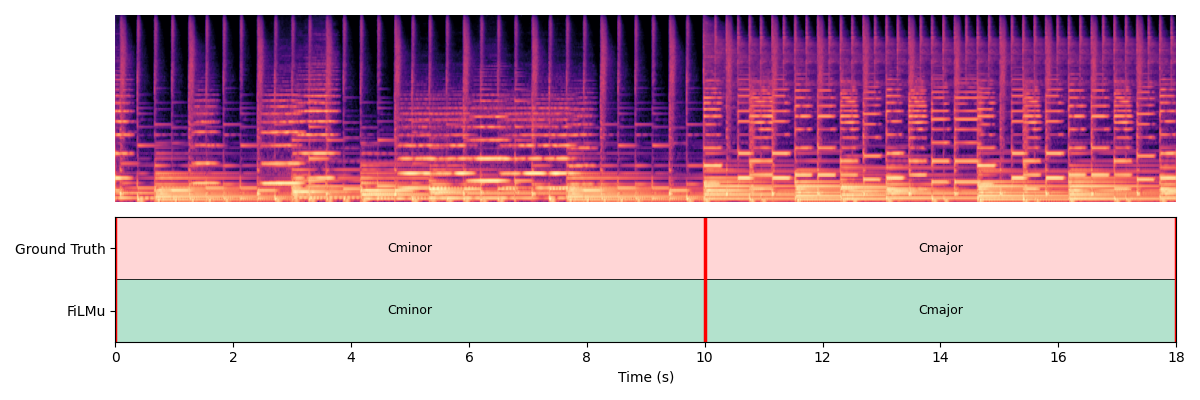 Ground Truth
Cminor
Cmajor
FiLMu
Cminor
Cmajor
0 2 4 6 8 10 12 14 16 18
Time (s)